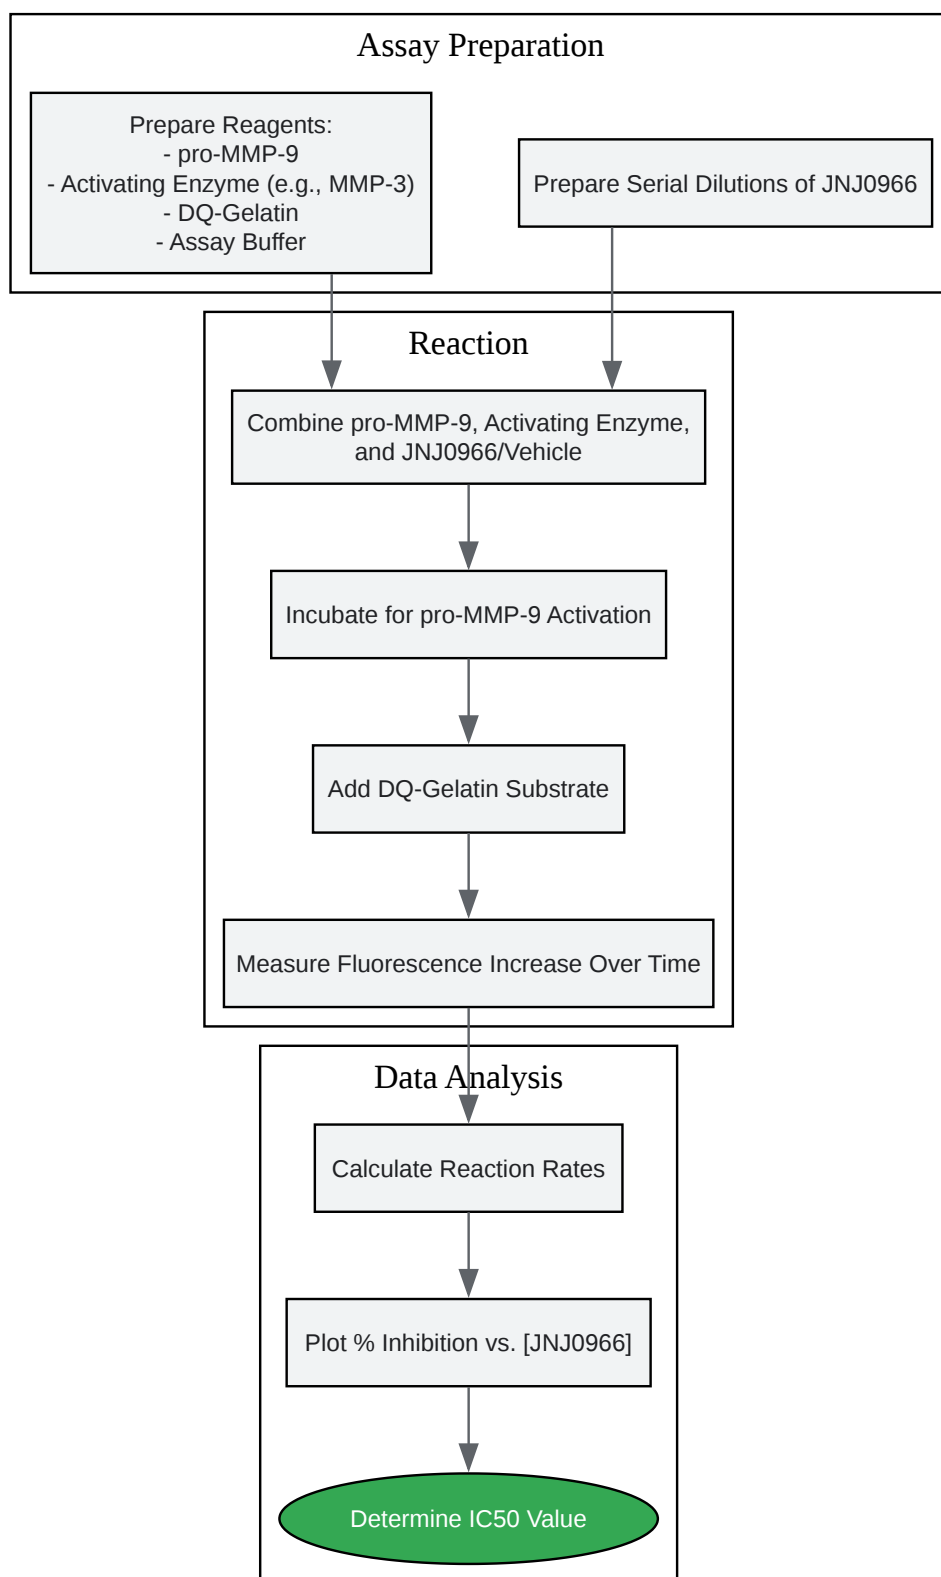 Assay Preparation
Prepare Reagents:
- pro-MMP-9
- Activating Enzyme (e.g., MMP-3)
- DQ-Gelatin
- Assay Buffer
Prepare Serial Dilutions of JNJ0966
Reaction
Combine pro-MMP-9, Activating Enzyme,
and JNJ0966/Vehicle
Incubate for pro-MMP-9 Activation
Add DQ-Gelatin Substrate
Measure Fluorescence Increase Over Time
Data Analysis
Calculate Reaction Rates
Plot % Inhibition vs. [JNJ0966]
Determine IC50 Value